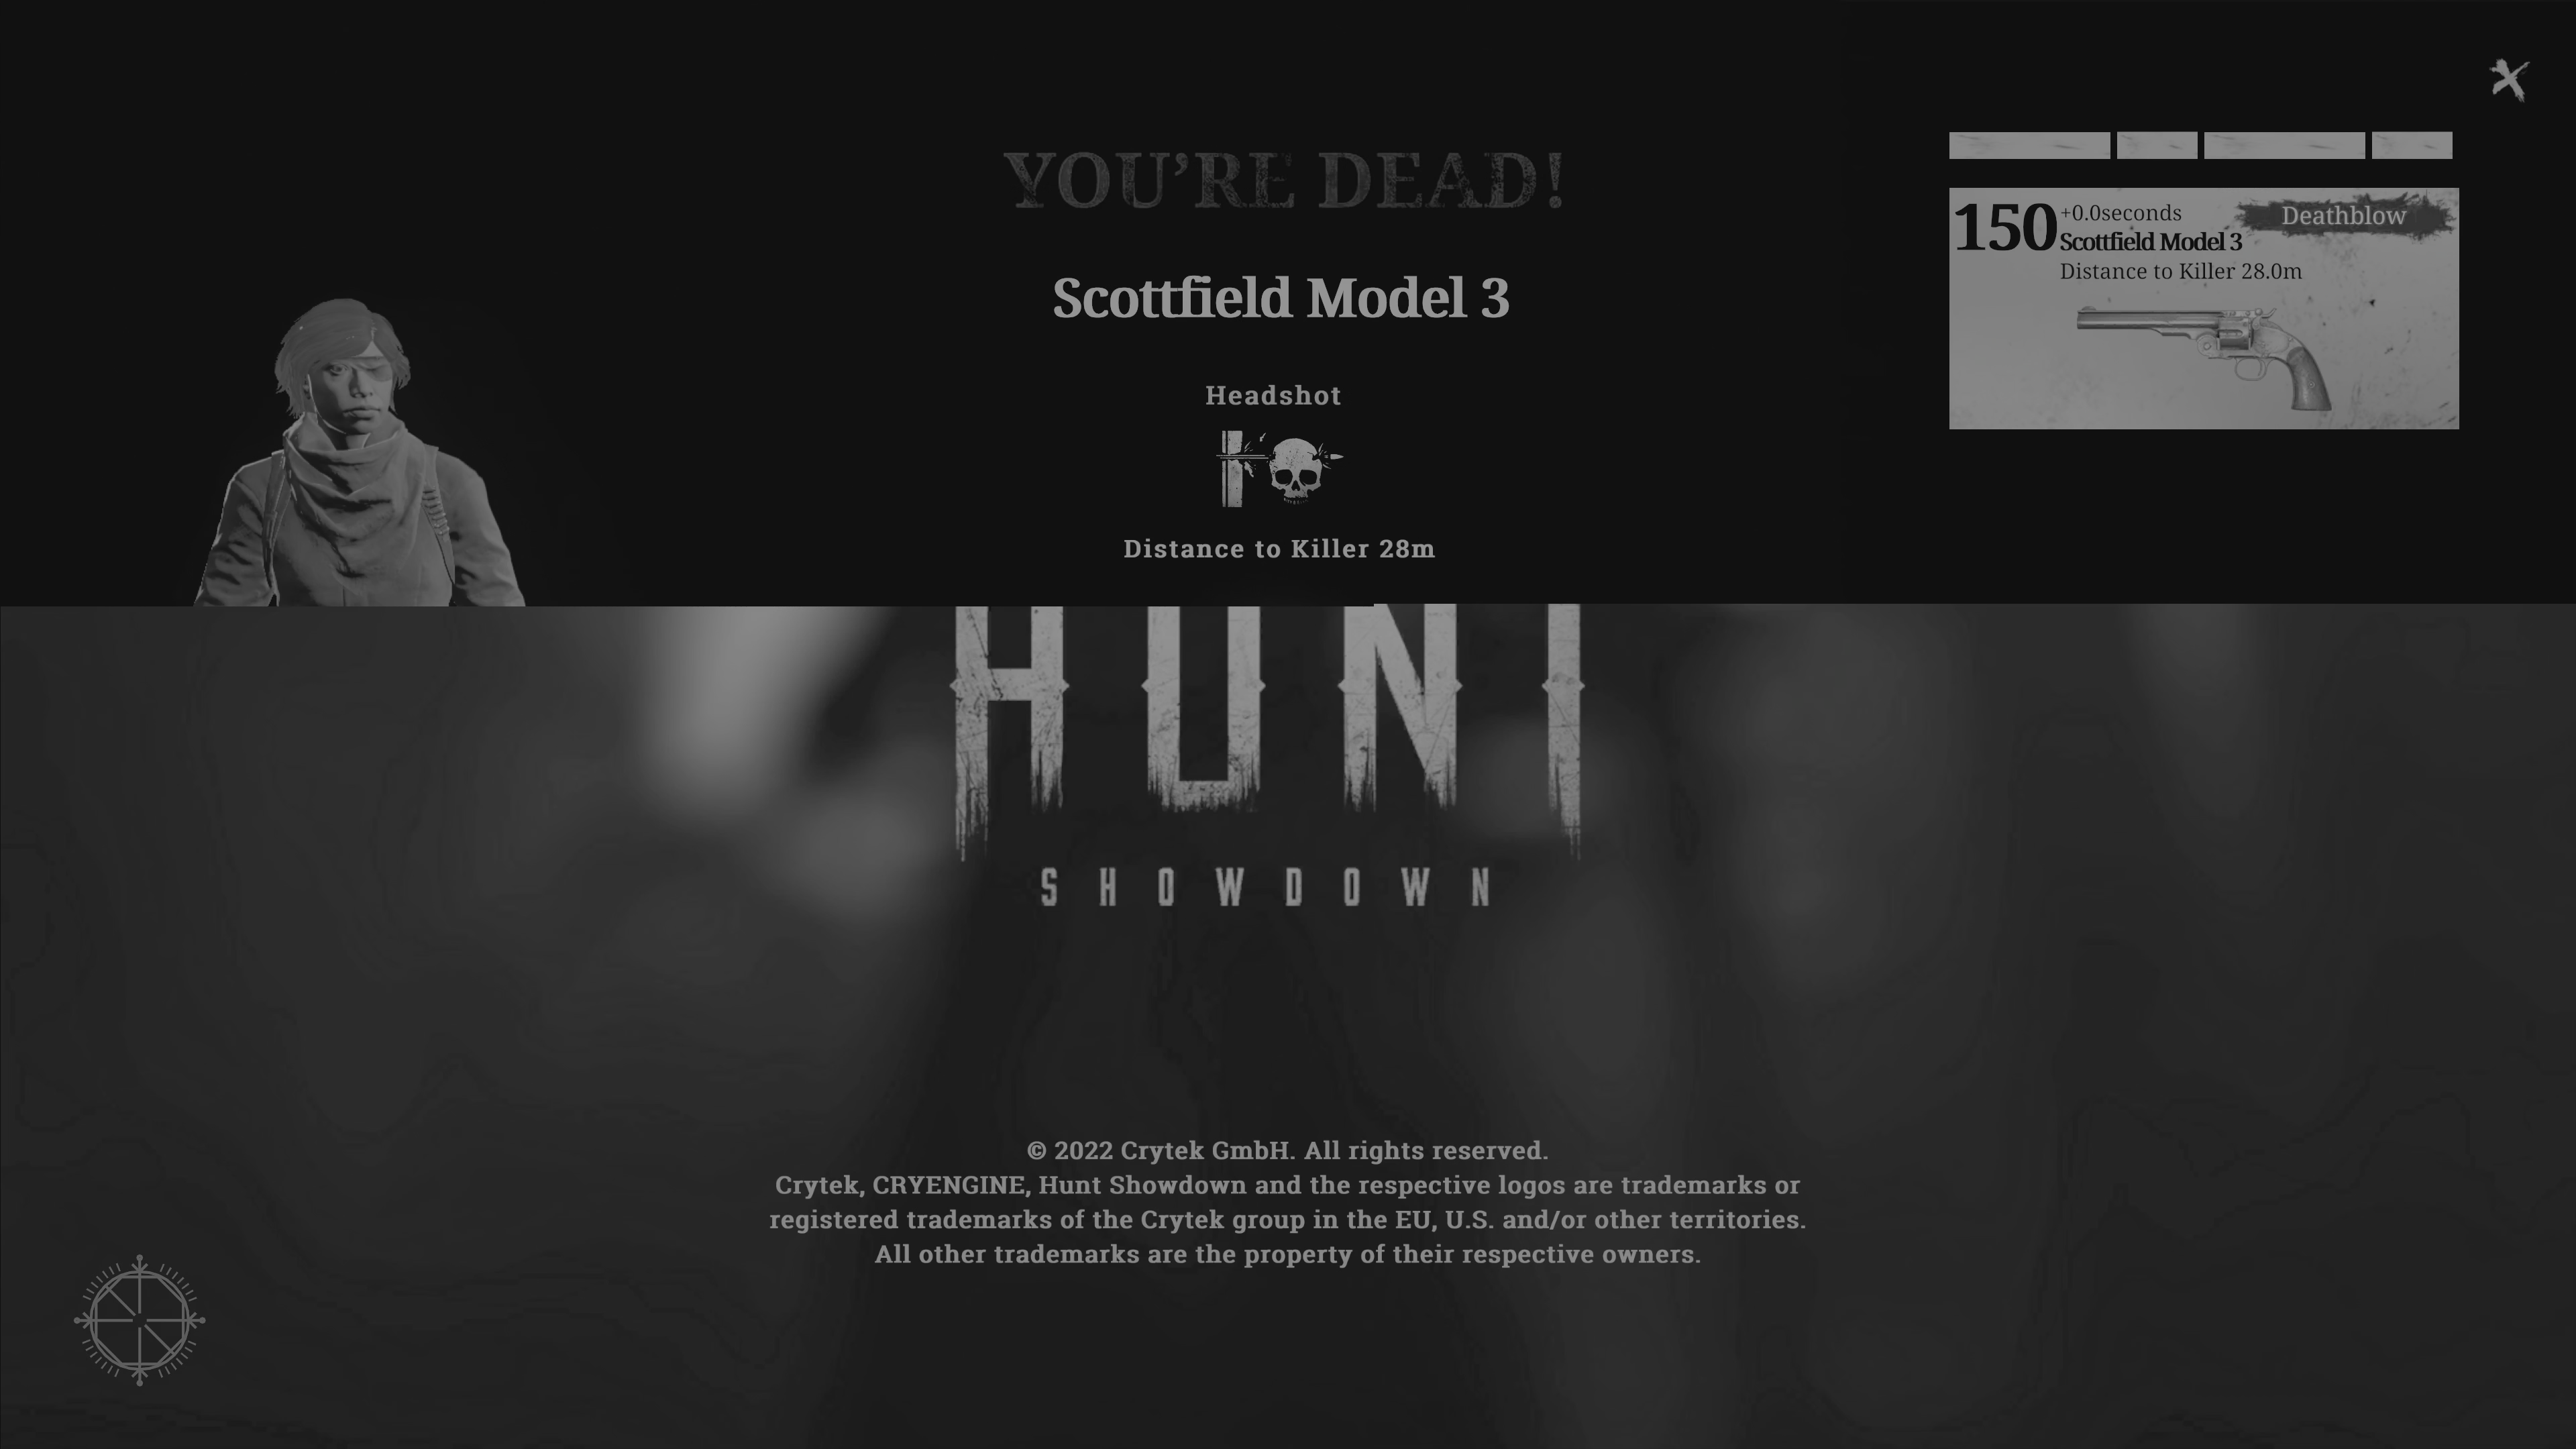 YOU'RE DEAD!
Scottfield Model 3
Headshot
Distance to Killer 28m
150
+0.0seconds
Scottfield Model 3
Distance to Killer 28.0m
Deathblow
HUNT
SHOWDOWN
© 2022 Crytek GmbH. All rights reserved.
Crytek, CRYENGINE, Hunt Showdown and the respective logos are trademarks or
registered trademarks of the Crytek group in the EU, U.S. and/or other territories.
All other trademarks are the property of their respective owners.